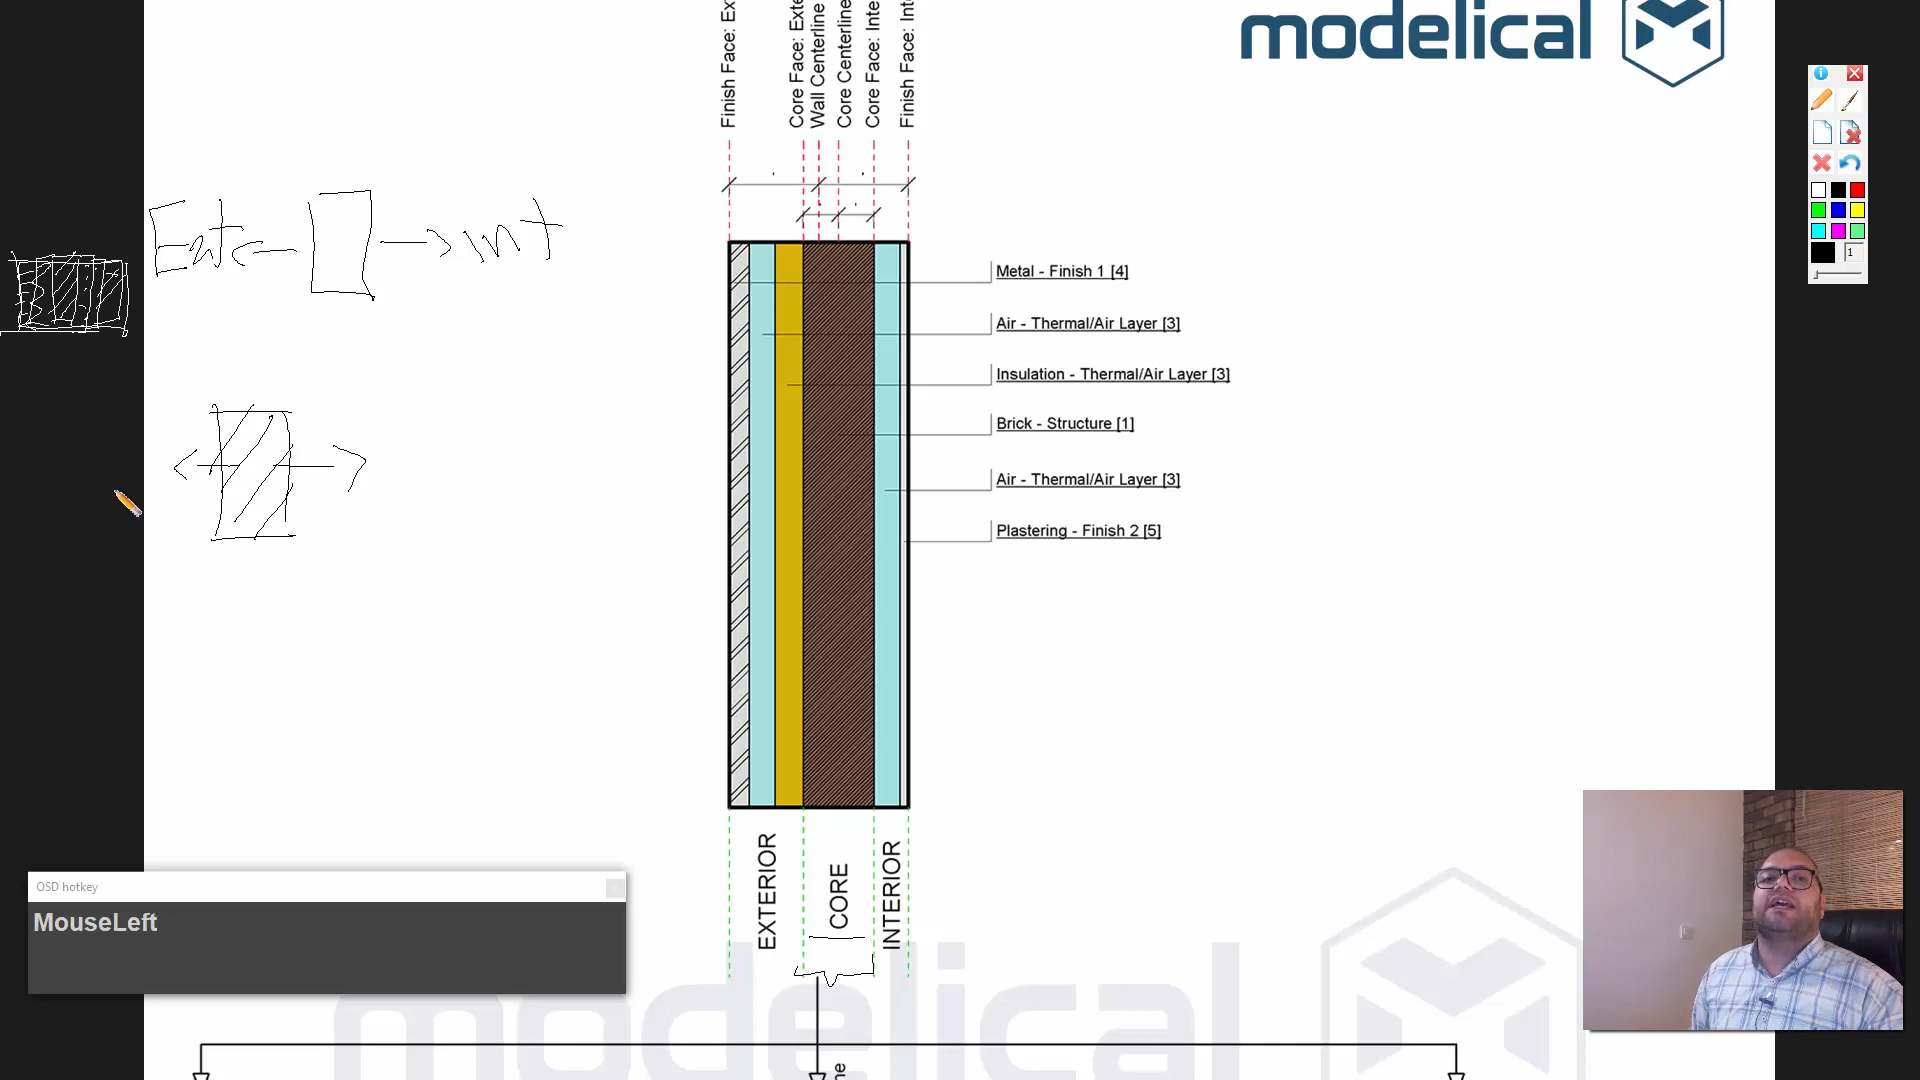 modelical
Finish Face: Ex
Core Face: Exte
Wall Centerline
Core Centerline
Core Face: Inte
Finish Face: Int
int
Metal - Finish 1 [4]
Air - Thermal/Air Layer [3]
Insulation - Thermal/Air Layer [3]
Brick - Structure [1]
Air - Thermal/Air Layer [3]
Plastering - Finish 2 [5]
1
EXTERIOR
CORE
INTERIOR
OSD hotkey
MouseLeft
modelical
ne